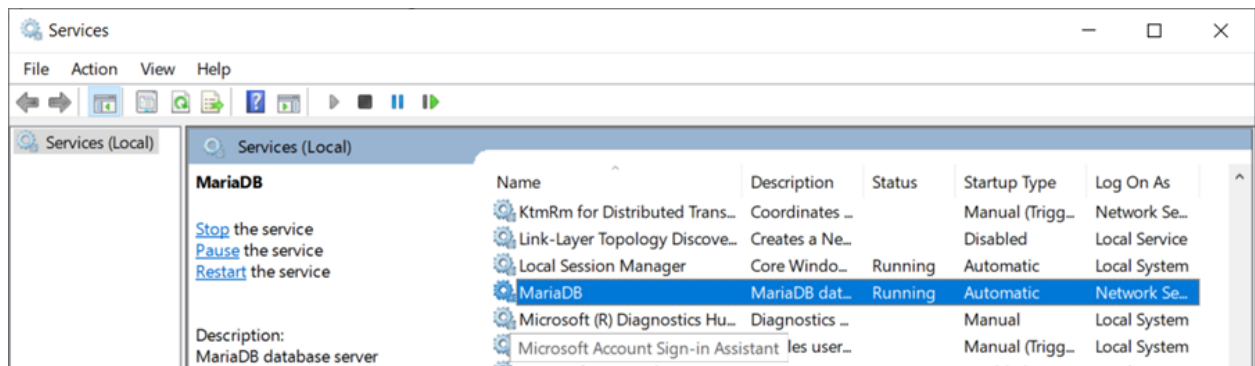 Services
File Action View Help
Services (Local)
Services (Local)
MariaDB
Stop the service
Pause the service
Restart the service
Description:
MariaDB database server
Name Description Status Startup Type Log On As
KtmRm for Distributed Trans... Coordinates ... Manual (Trigg... Network Se...
Link-Layer Topology Discove... Creates a Ne... Disabled Local Service
Local Session Manager Core Windo... Running Automatic Local System
MariaDB MariaDB dat... Running Automatic Network Se...
Microsoft (R) Diagnostics Hu... Diagnostics ... Manual Local System
Microsoft Account Sign-in Assistant les user... Manual (Trigg... Local System